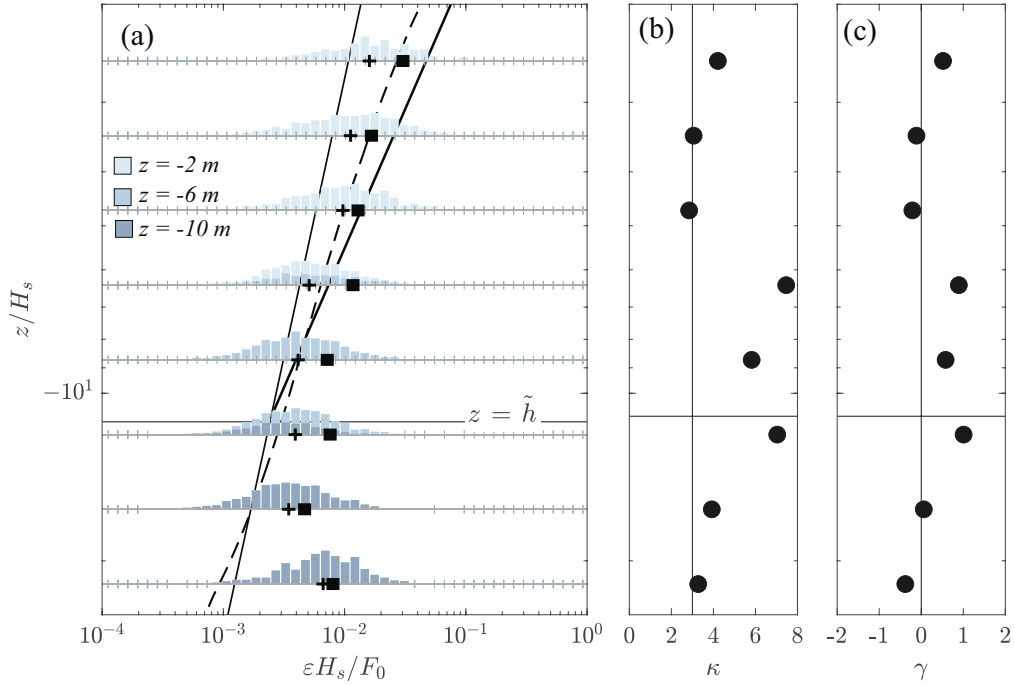 (a)
(b)
(c)
z = -2 m
z = -6 m
z = -10 m
z/H_s
−10^1
z = h̃
10^-4
10^-3
10^-2
10^-1
10^0
0
2
4
6
8
-2
-1
0
1
2
εH_s/F_0
κ
γ